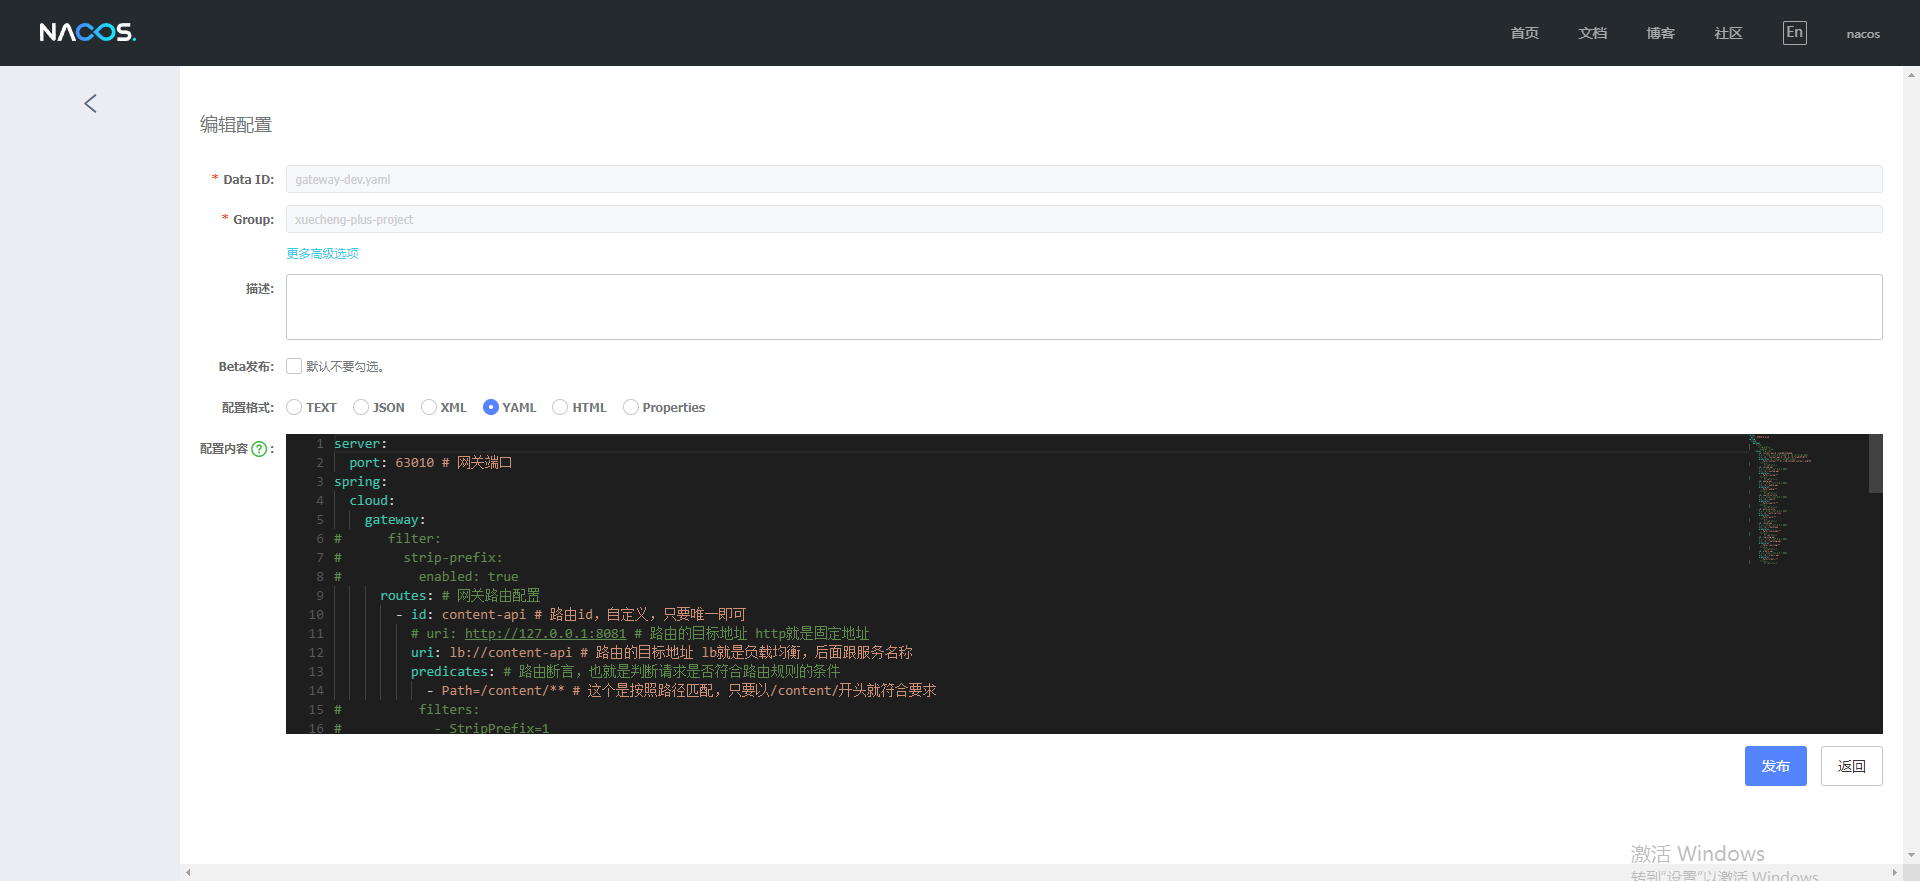 NACOS.
首页 文档 博客 社区 En nacos
编辑配置
* Data ID: gateway-dev.yaml
* Group: xuecheng-plus-project
更多高级选项
描述:
Beta发布: 默认不要勾选。
配置格式: TEXT JSON XML YAML HTML Properties
配置内容 ? :
1 server:
2 port: 63010 # 网关端口
3 spring:
4 cloud:
5 gateway:
6 # filter:
7 # strip-prefix:
8 # enabled: true
9 routes: # 网关路由配置
10 - id: content-api # 路由id，自定义，只要唯一即可
11 # uri: http://127.0.0.1:8081 # 路由的目标地址 http就是固定地址
12 uri: lb://content-api # 路由的目标地址 lb就是负载均衡，后面跟服务名称
13 predicates: # 路由断言，也就是判断请求是否符合路由规则的条件
14 - Path=/content/** # 这个是按照路径匹配，只要以/content/开头就符合要求
15 # filters:
16 # - StripPrefix=1
发布 返回
激活 Windows
转到"设置"以激活 Windows